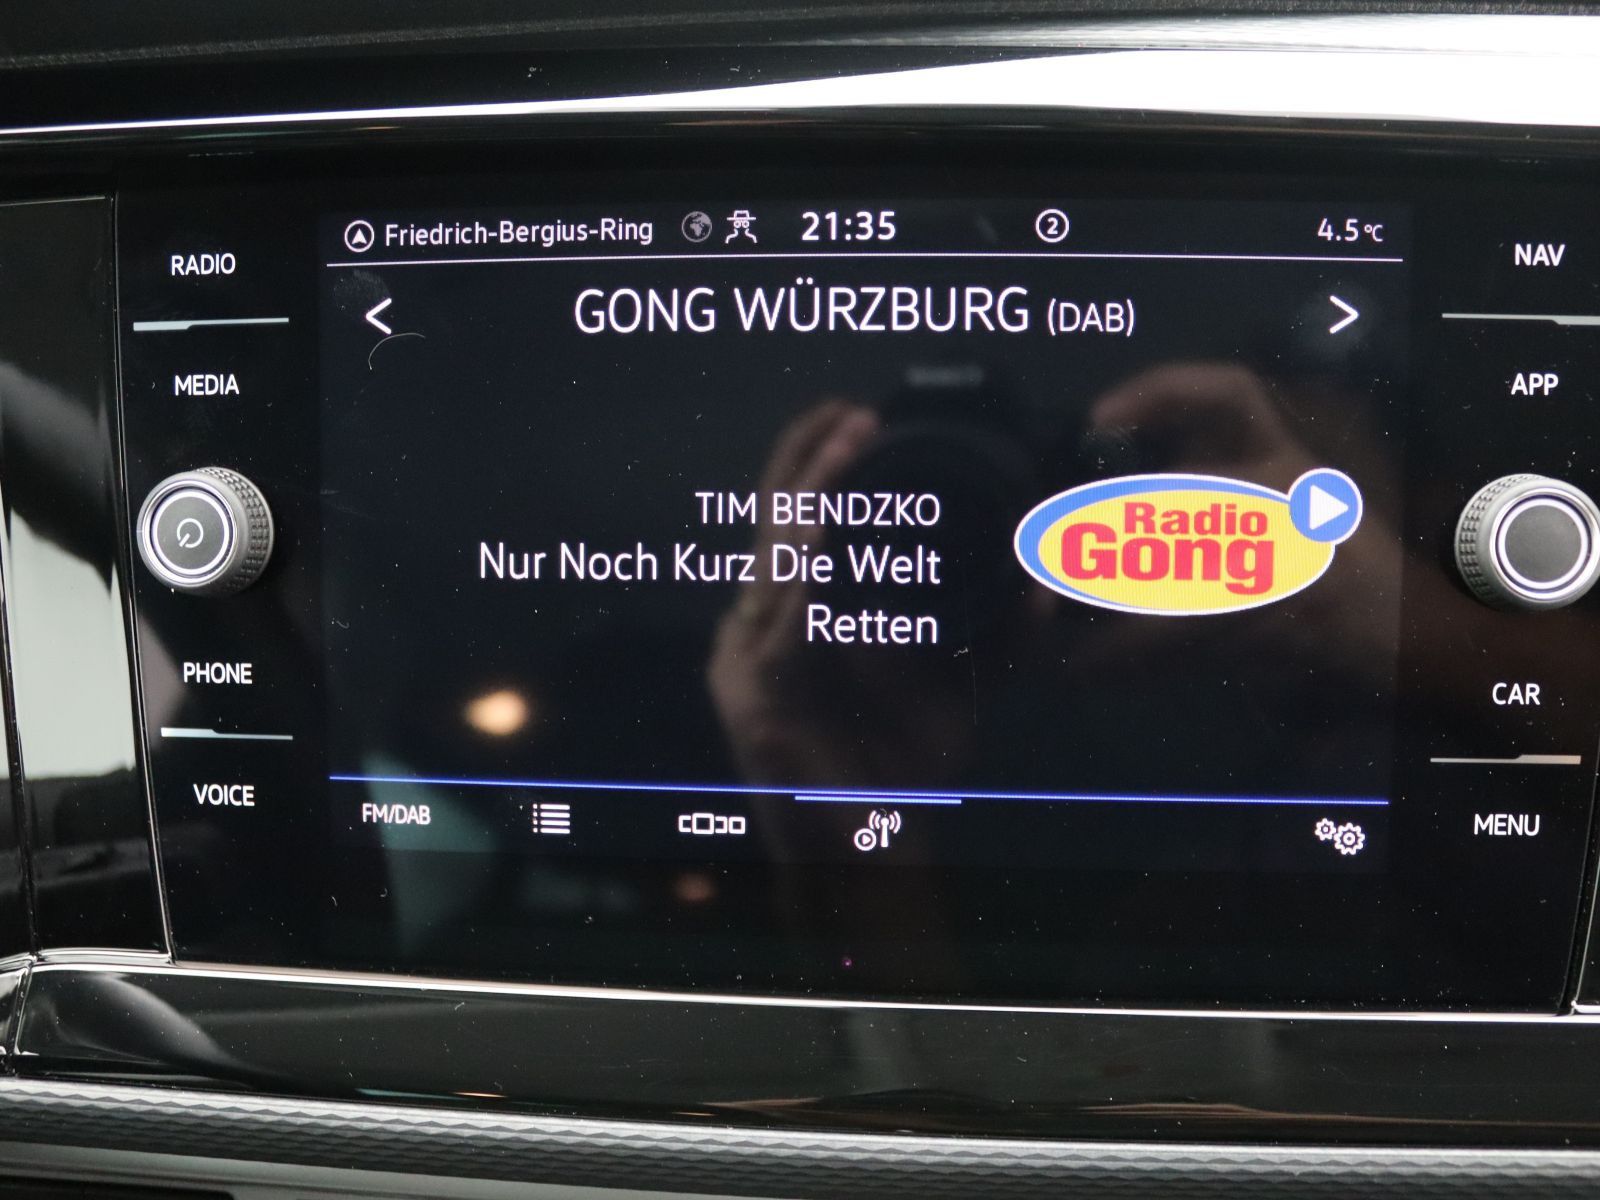 Friedrich-Bergius-Ring 21:35 2 4.5°C
RADIO
NAV
GONG WÜRZBURG (DAB)
MEDIA
APP
TIM BENDZKO
Nur Noch Kurz Die Welt
Retten
Radio
Gong
PHONE
CAR
VOICE
FM/DAB
MENU